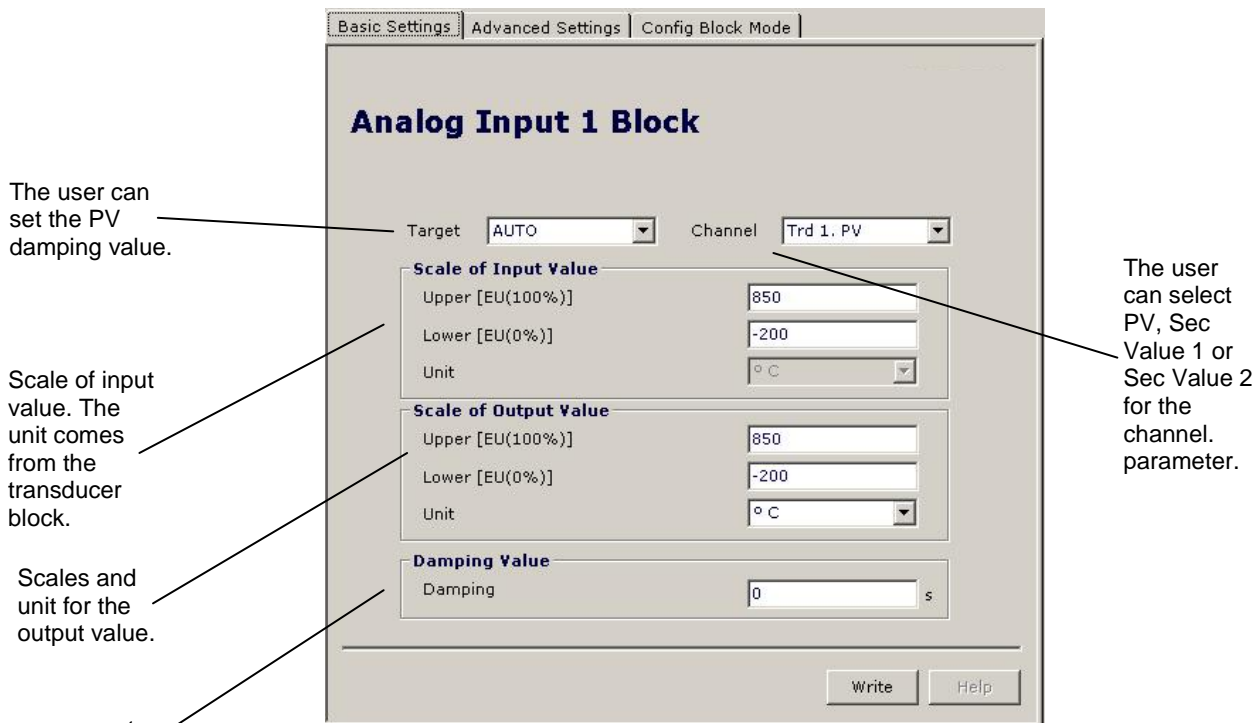 Basic Settings
Advanced Settings
Config Block Mode
Analog Input 1 Block
The user can
set the PV
damping value.
Target
AUTO
Channel
Trd 1. PV
Scale of Input Value
Upper [EU(100%)]
850
Lower [EU(0%)]
-200
Unit
º C
The user
can select
PV, Sec
Value 1 or
Sec Value 2
for the
channel.
parameter.
Scale of input
value. The
unit comes
from the
transducer
block.
Scale of Output Value
Upper [EU(100%)]
850
Lower [EU(0%)]
-200
Unit
º C
Scales and
unit for the
output value.
Damping Value
Damping
0
s
Write
Help